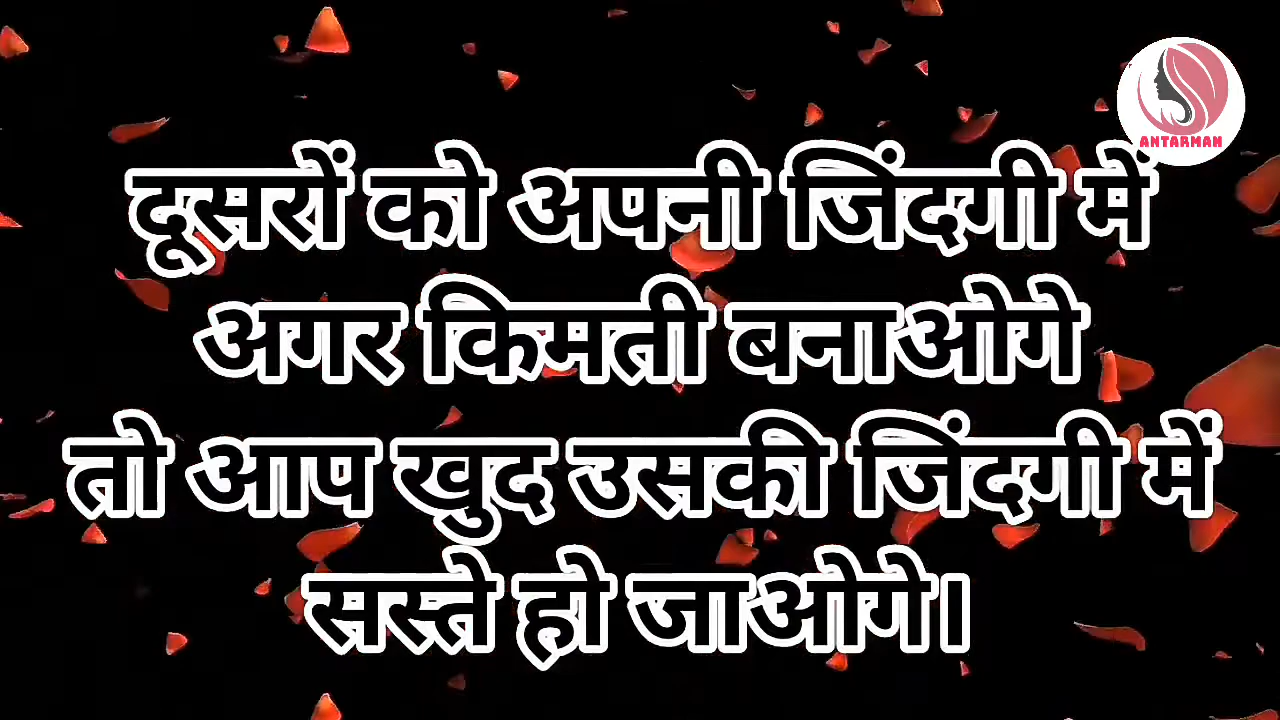 ANTARMAN
दूसरों को अपनी जिंदगी में
अगर किमती बनाओगे
तो आप खुद उसकी जिंदगी में
सस्ते हो जाओगे।